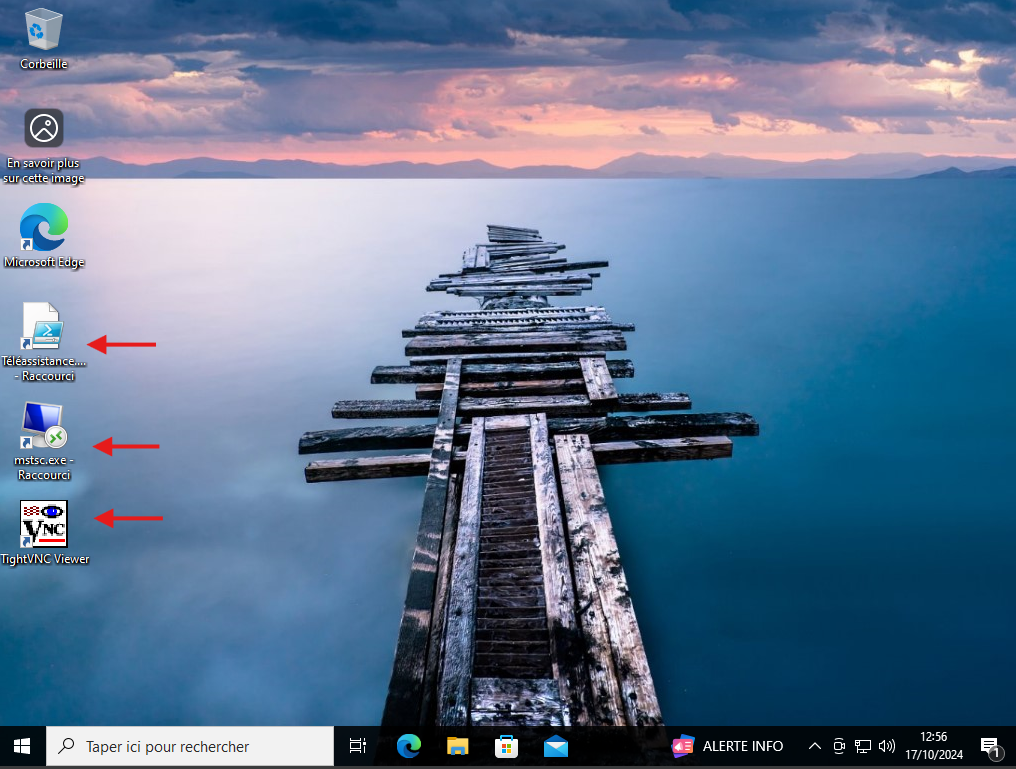 Corbeille
En savoir plus
sur cette image
Microsoft Edge
Téléassistance....
- Raccourci
mstsc.exe -
Raccourci
VNC
TightVNC Viewer
Taper ici pour rechercher
ALERTE INFO
12:56
17/10/2024
1